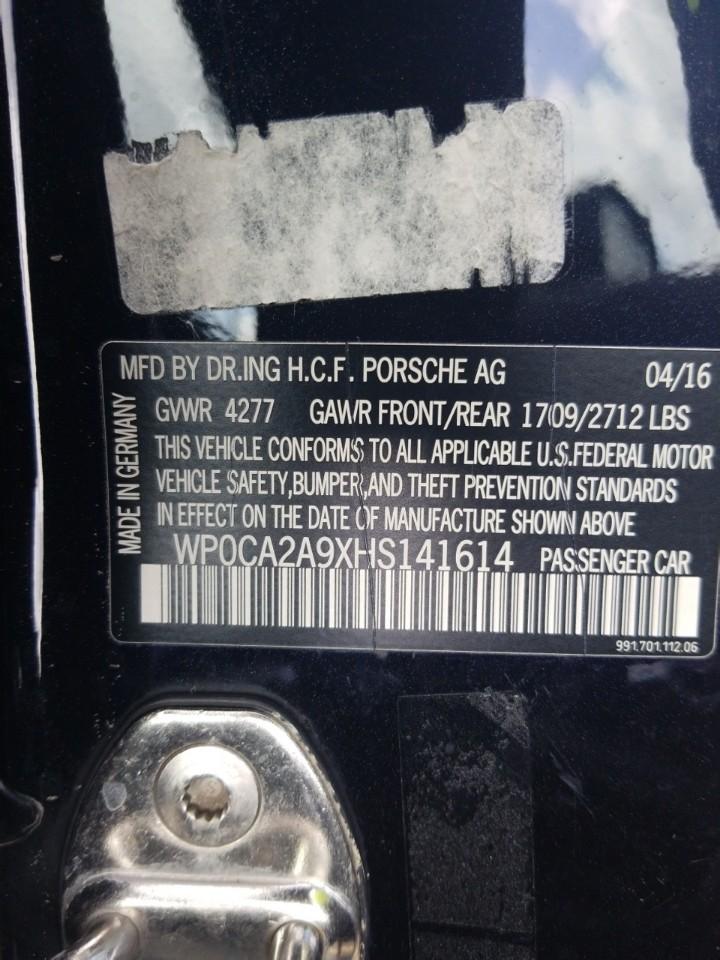 MFD BY DR.ING H.C.F. PORSCHE AG 04/16
GVWR 4277 GAWR FRONT/REAR 1709/2712 LBS
THIS VEHICLE CONFORMS TO ALL APPLICABLE U.S.FEDERAL MOTOR
VEHICLE SAFETY,BUMPER,AND THEFT PREVENTION STANDARDS
IN EFFECT ON THE DATE OF MANUFACTURE SHOWN ABOVE
WP0CA2A9XHS141614 PASSENGER CAR
991.701.112.06
MADE IN GERMANY